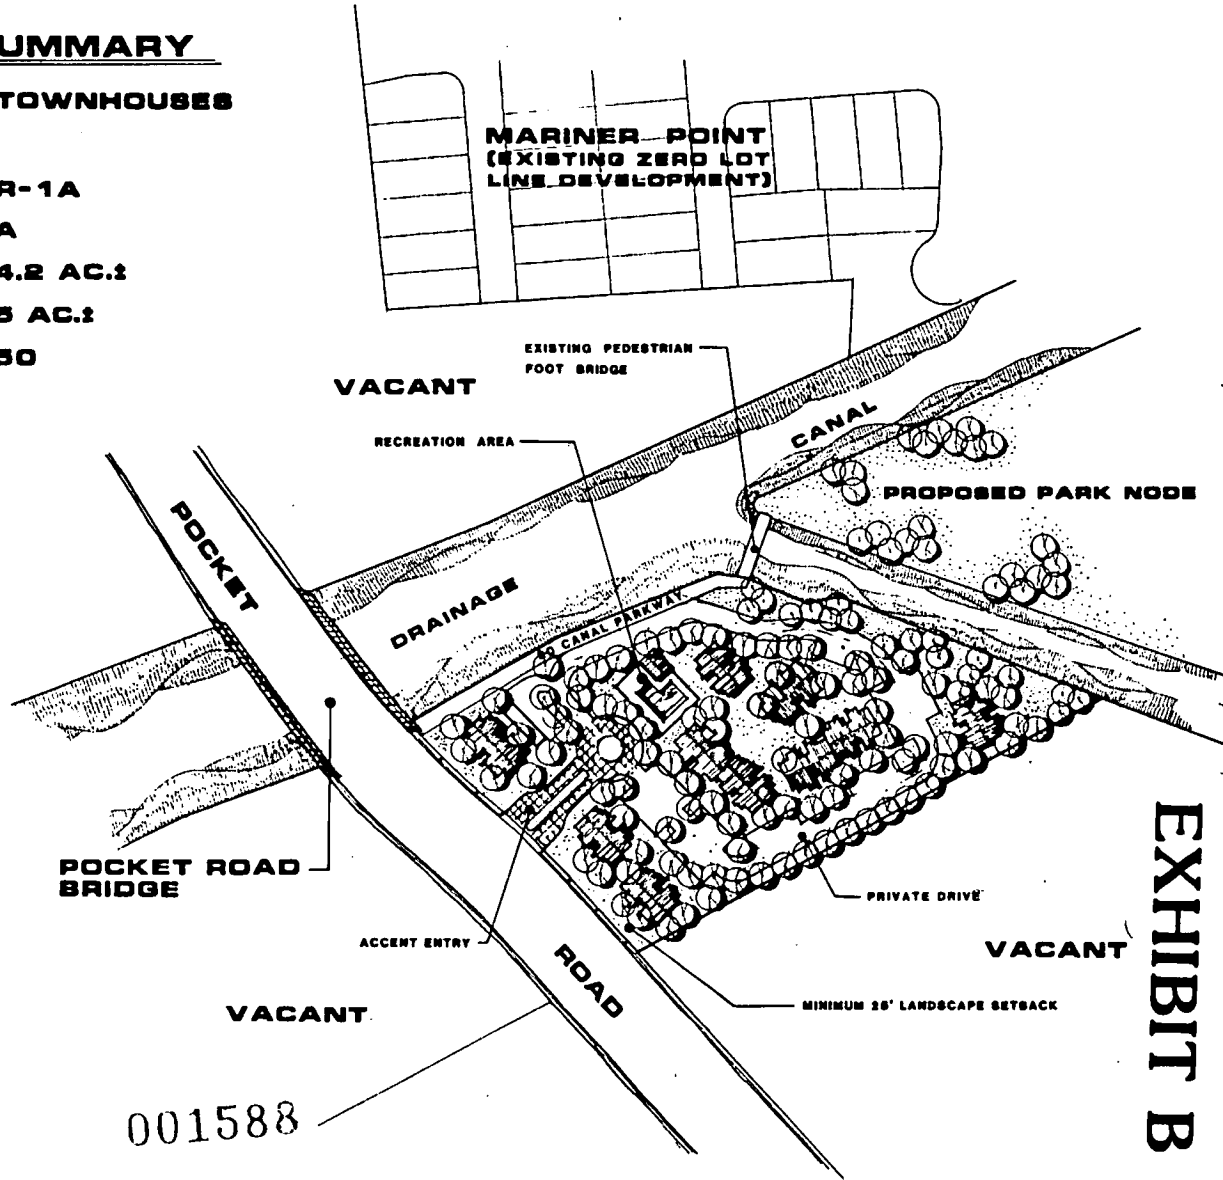 UMMARY
TOWNHOUSES
R-1A
A
4.2 AC.±
5 AC.±
50
MARINER POINT
(EXISTING ZERO LOT
LINE DEVELOPMENT)
EXISTING PEDESTRIAN
FOOT BRIDGE
VACANT
RECREATION AREA
CANAL
PROPOSED PARK NODE
POCKET
DRAINAGE
CANAL PARKWAY
POCKET ROAD
BRIDGE
PRIVATE DRIVE
ACCENT ENTRY
VACANT
ROAD
MINIMUM 25' LANDSCAPE SETBACK
VACANT
001588
EXHIBIT B